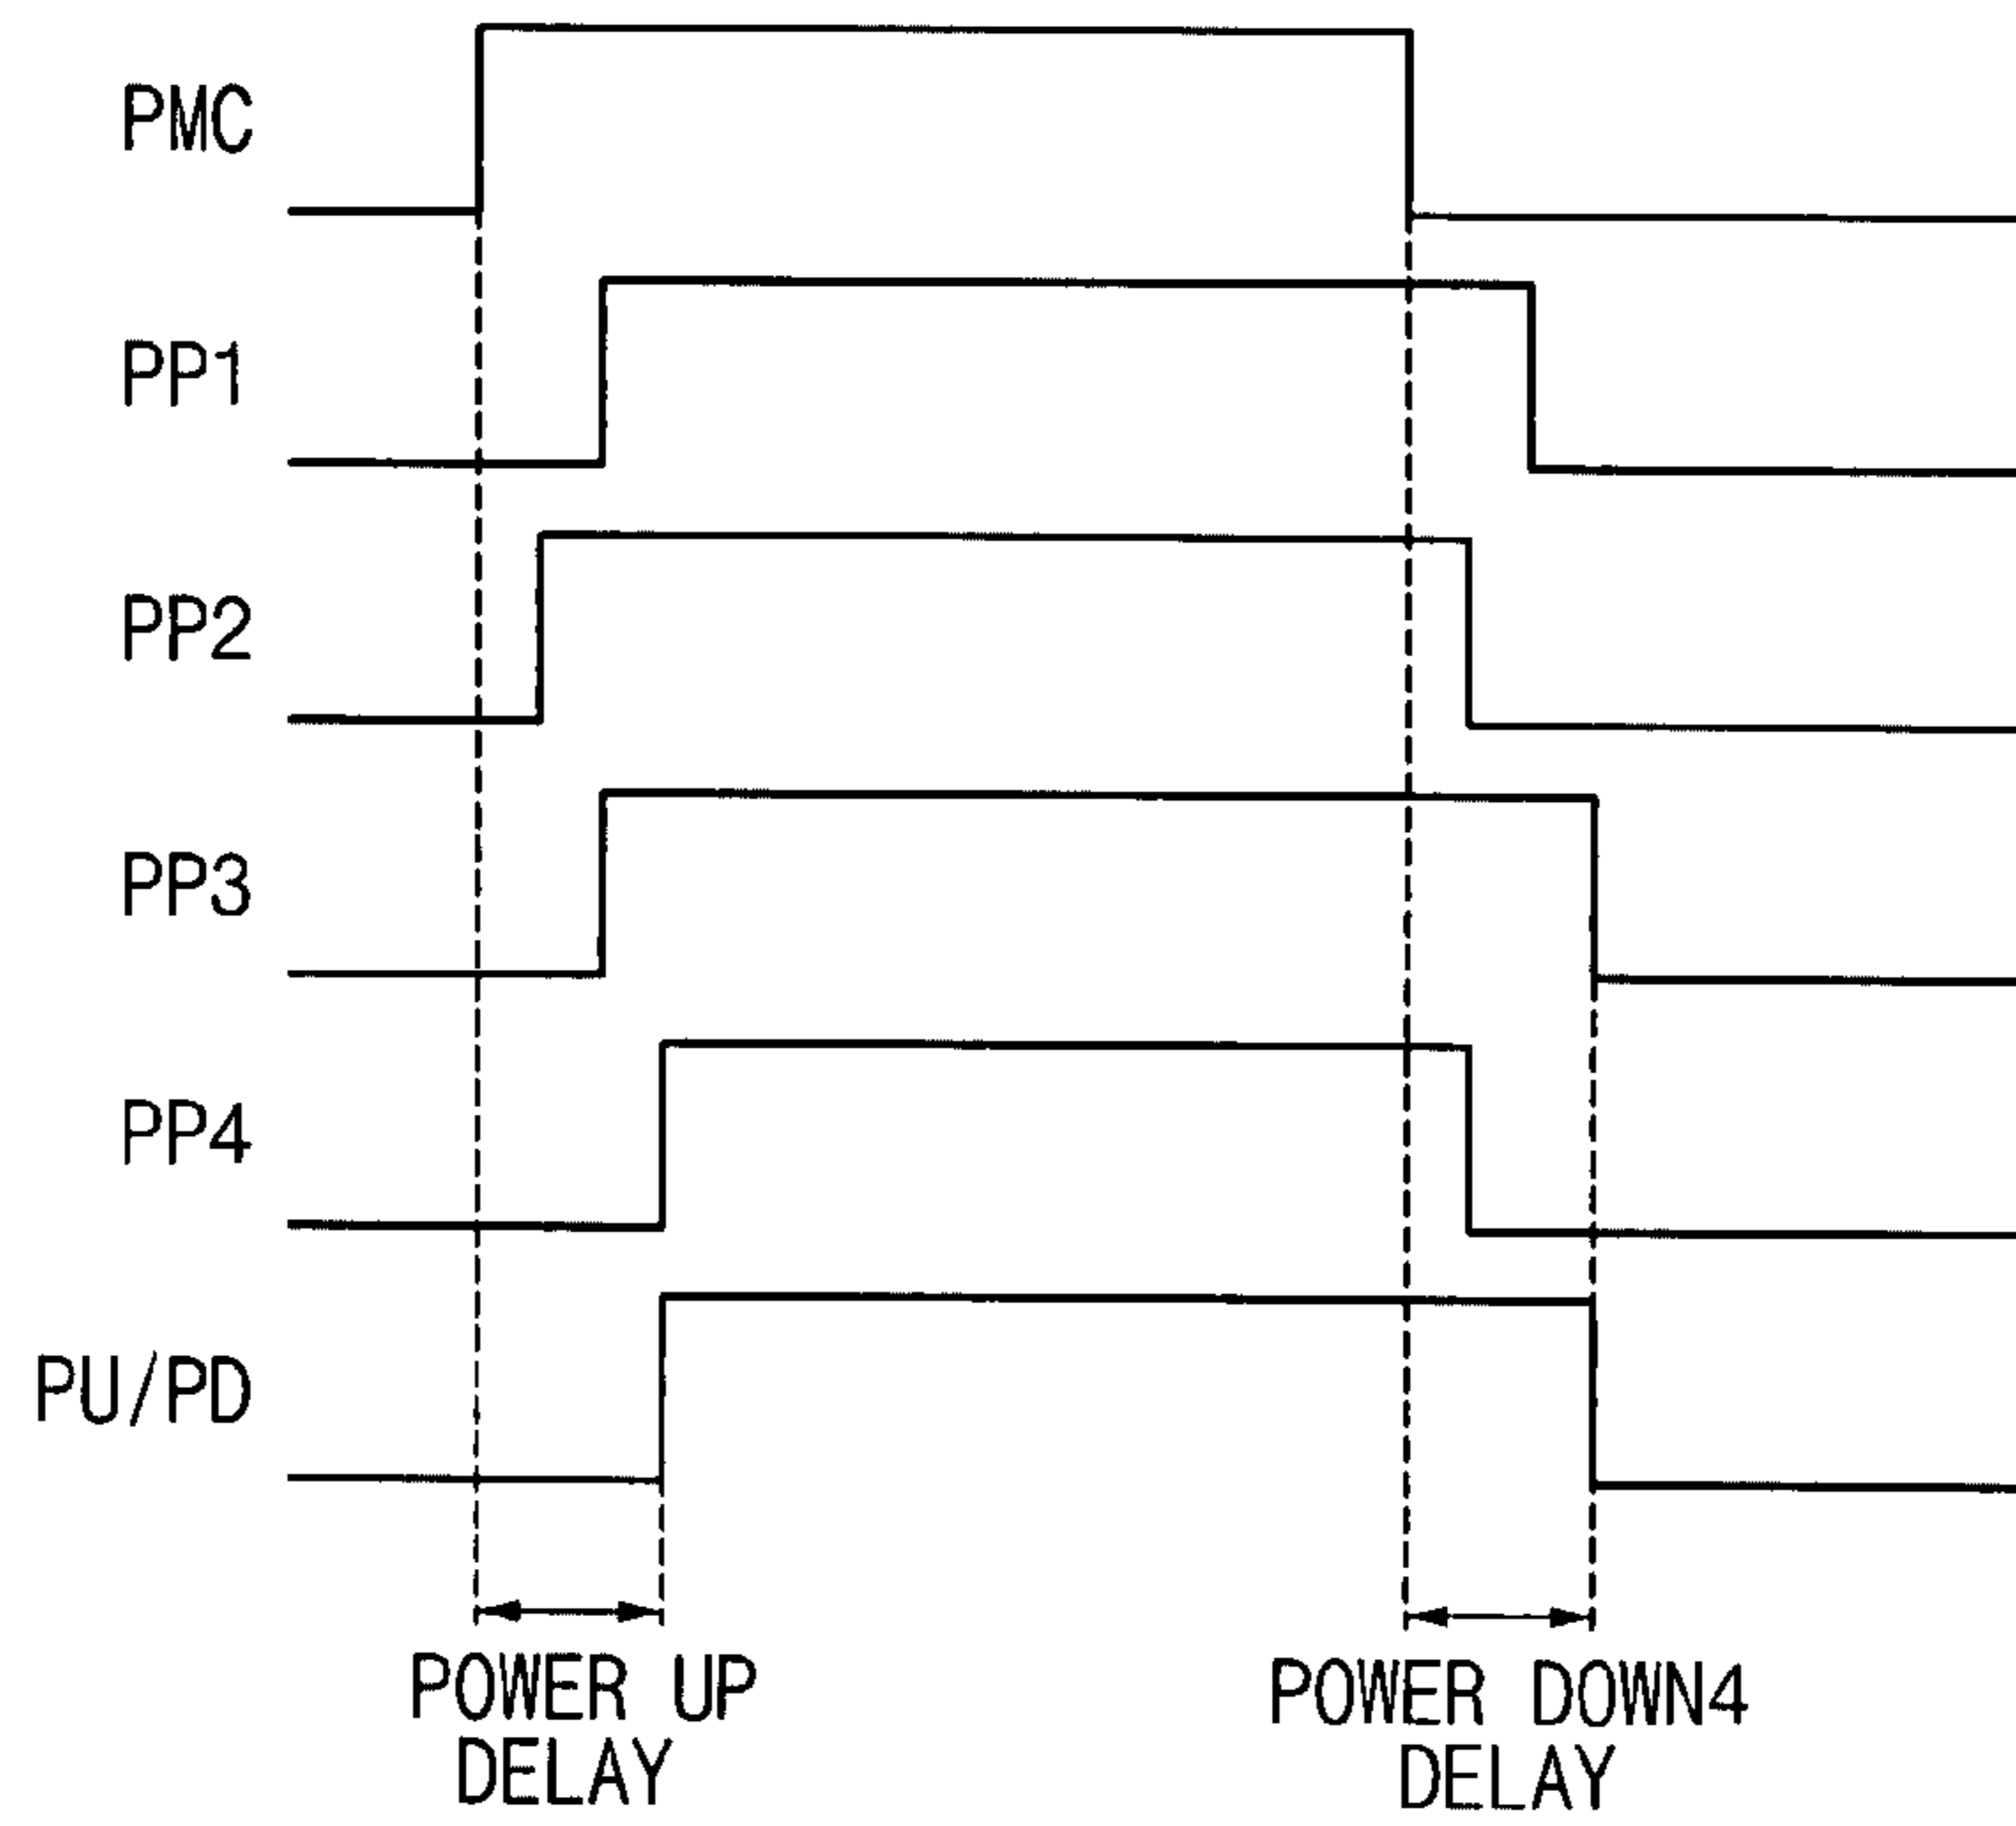 PMC
PP1
PP2
PP3
PP4
PU/PD
POWER UP
DELAY
POWER DOWN4
DELAY